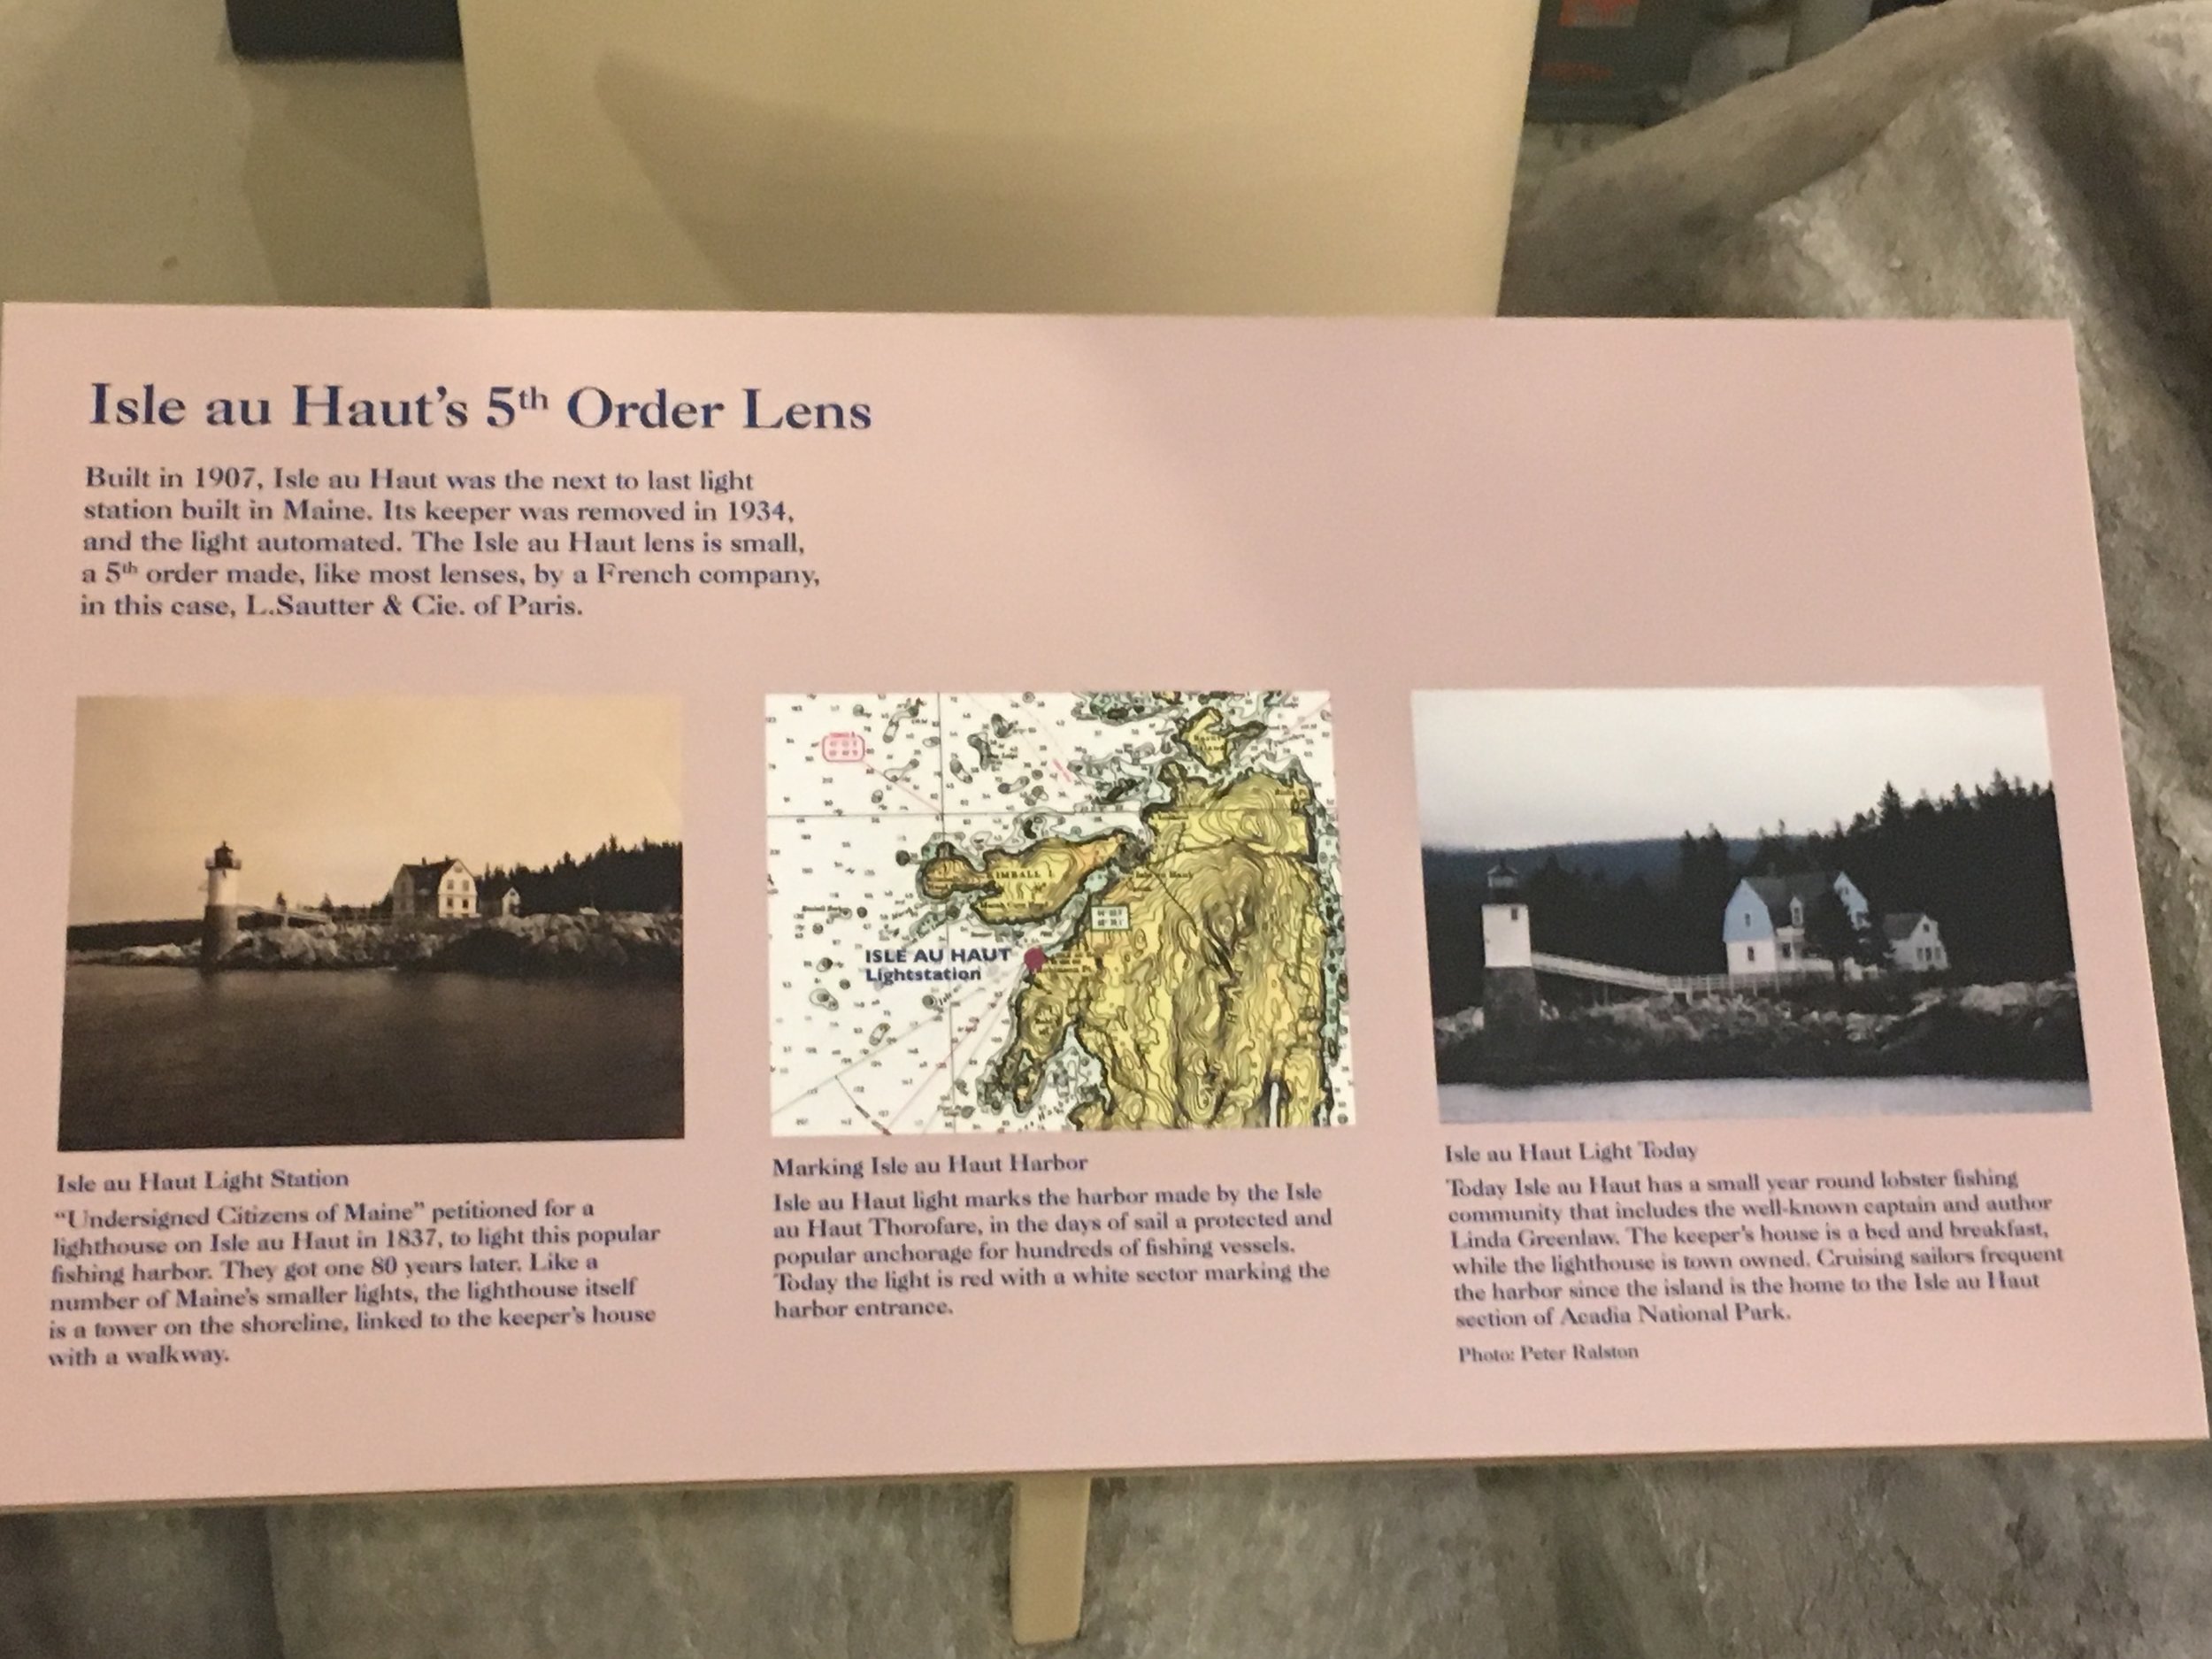 Isle au Haut's 5th Order Lens
Built in 1907, Isle au Haut was the next to last light
station built in Maine. Its keeper was removed in 1934,
and the light automated. The Isle au Haut lens is small,
a 5th order made, like most lenses, by a French company,
in this case, L.Sautter & Cie. of Paris.
IMBALL I
ISLE AU HAUT
Lightstation
Isle au Haut Light Station
"Undersigned Citizens of Maine" petitioned for a
lighthouse on Isle au Haut in 1837, to light this popular
fishing harbor. They got one 80 years later. Like a
number of Maine's smaller lights, the lighthouse itself
is a tower on the shoreline, linked to the keeper's house
with a walkway.
Marking Isle au Haut Harbor
Isle au Haut light marks the harbor made by the Isle
au Haut Thorofare, in the days of sail a protected and
popular anchorage for hundreds of fishing vessels.
Today the light is red with a white sector marking the
harbor entrance.
Isle au Haut Light Today
Today Isle au Haut has a small year round lobster fishing
community that includes the well-known captain and author
Linda Greenlaw. The keeper's house is a bed and breakfast,
while the lighthouse is town owned. Cruising sailors frequent
the harbor since the island is the home to the Isle au Haut
section of Acadia National Park.
Photo: Peter Ralston